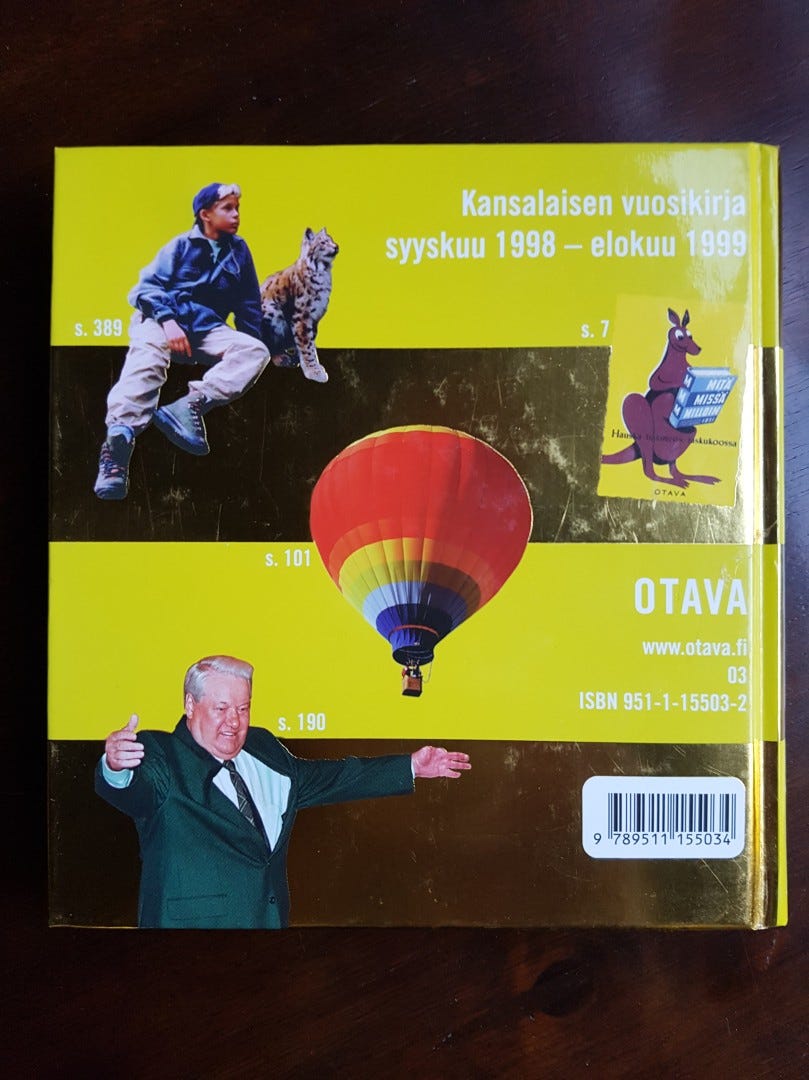 Kansalaisen vuosikirja
syyskuu 1998 – elokuu 1999
s. 389
s. 7
MITÄ
MISSÄ
MILLOIN
Hauska
taskukoossa
OTAVA
s. 101
OTAVA
www.otava.fi
03
ISBN 951-1-15503-2
s. 190
9 789511 155034